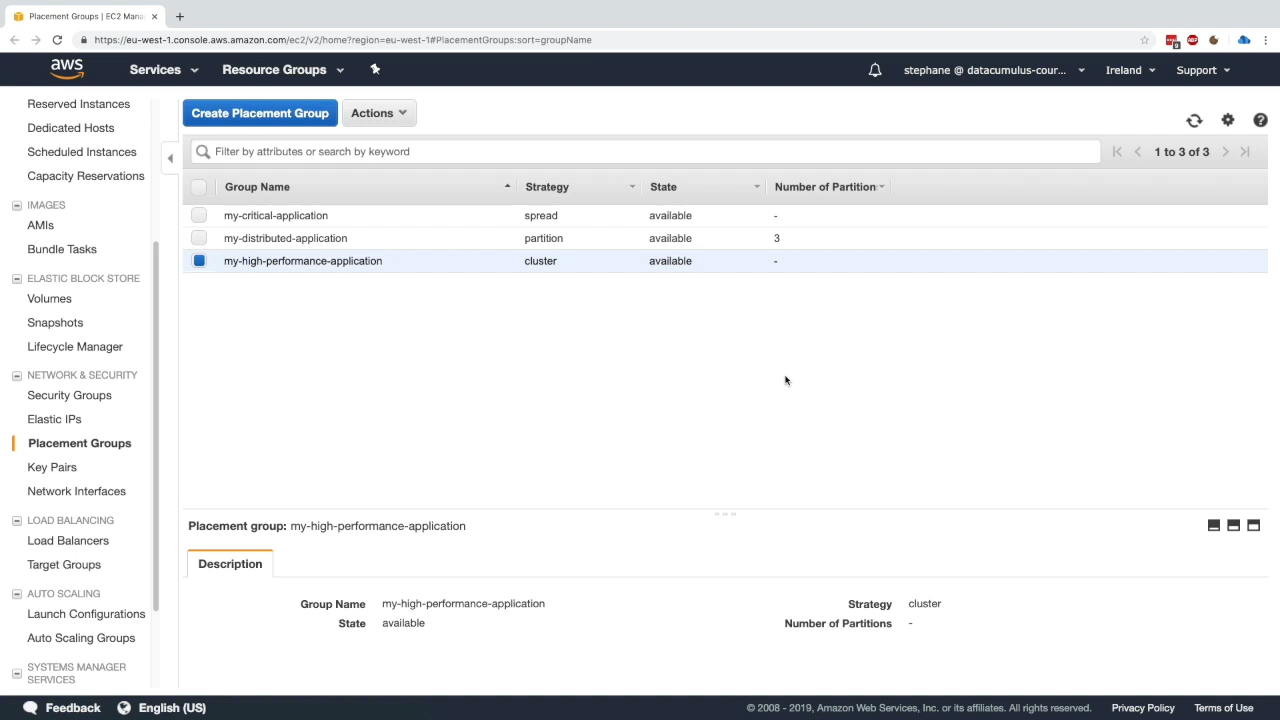 Placement Groups | EC2 Mana
https://eu-west-1.console.aws.amazon.com/ec2/v2/home?region=eu-west-1#PlacementGroups:sort=groupName
aws
Services
Resource Groups
stephane @ datacumulus-cour...
Ireland
Support
Reserved Instances
Dedicated Hosts
Scheduled Instances
Capacity Reservations
IMAGES
AMIs
Bundle Tasks
ELASTIC BLOCK STORE
Volumes
Snapshots
Lifecycle Manager
NETWORK & SECURITY
Security Groups
Elastic IPs
Placement Groups
Key Pairs
Network Interfaces
LOAD BALANCING
Load Balancers
Target Groups
AUTO SCALING
Launch Configurations
Auto Scaling Groups
SYSTEMS MANAGER
SERVICES
Create Placement Group
Actions
Filter by attributes or search by keyword
1 to 3 of 3
Group Name Strategy State Number of Partition
my-critical-application spread available -
my-distributed-application partition available 3
my-high-performance-application cluster available -
Placement group: my-high-performance-application
Description
Group Name my-high-performance-application Strategy cluster
State available Number of Partitions -
Feedback
English (US)
© 2008 - 2019, Amazon Web Services, Inc. or its affiliates. All rights reserved.
Privacy Policy
Terms of Use